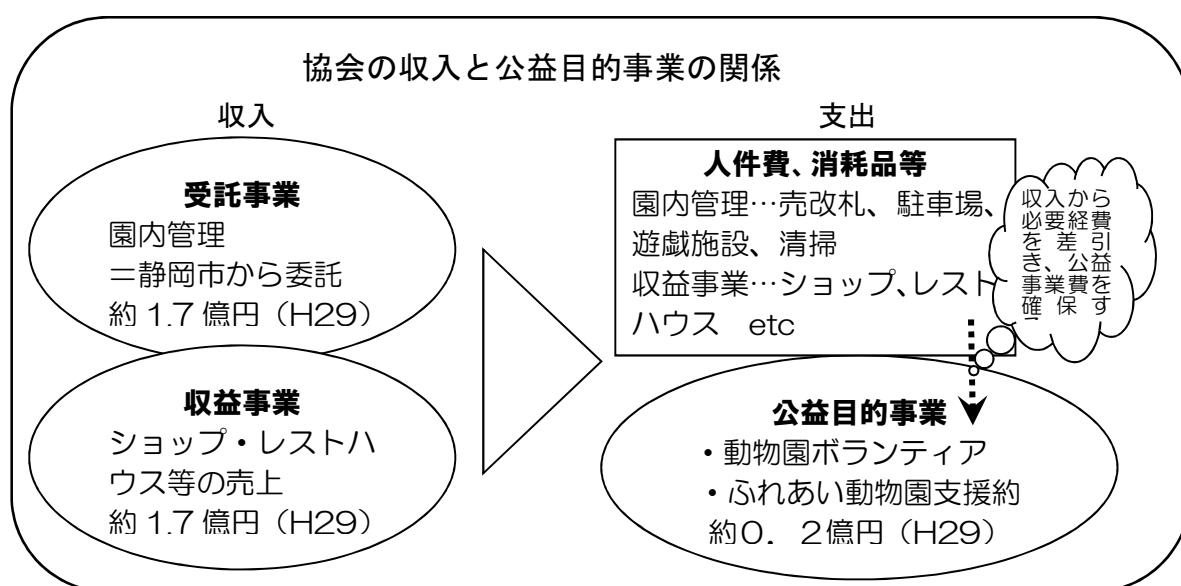 協会の収入と公益目的事業の関係
収入
受託事業
園内管理
＝静岡市から委託
約 1.7 億円（H29）
収益事業
ショップ・レストハ
ウス等の売上
約 1.7 億円（H29）
支出
人件費、消耗品等
園内管理…売改札、駐車場、
遊戯施設、清掃
収益事業…ショップ、レスト
ハウス　etc
収入から
必要経費
を差引
き、公益
事業費を
確保す
公益目的事業
・動物園ボランティア
・ふれあい動物園支援約
約０．２億円（H29）